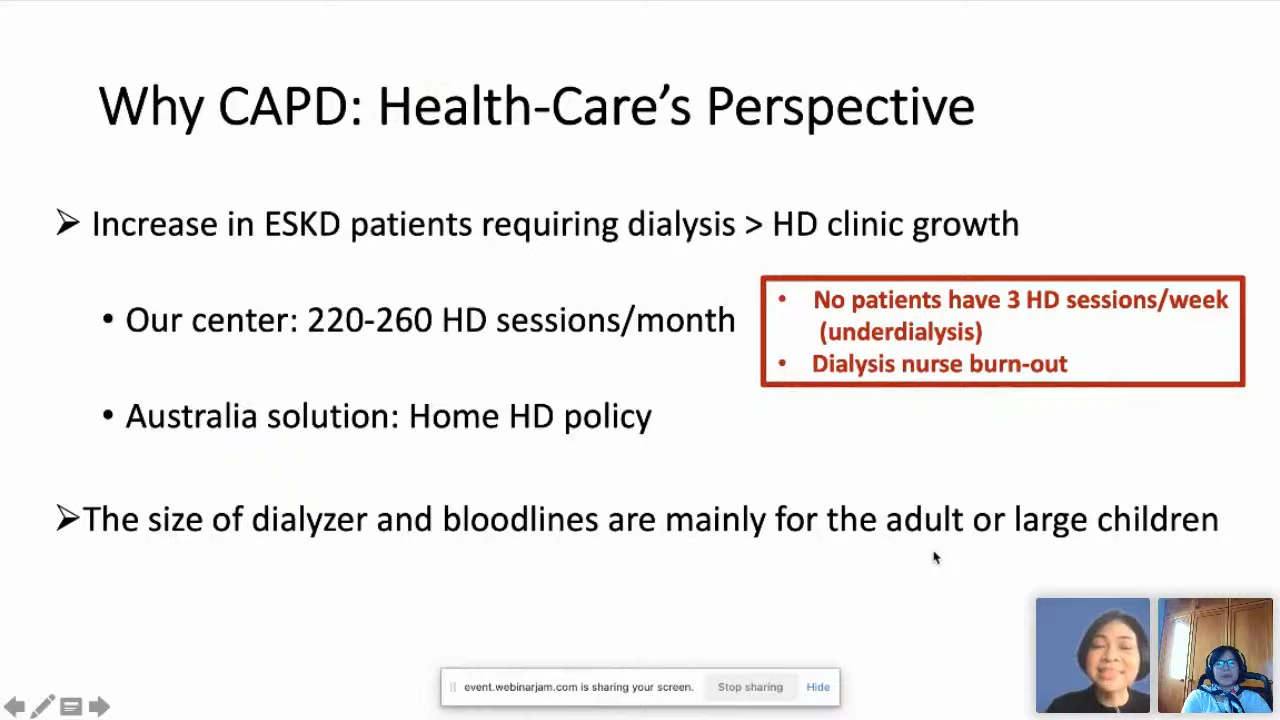 Why CAPD: Health-Care’s Perspective
➢ Increase in ESKD patients requiring dialysis > HD clinic growth
• Our center: 220-260 HD sessions/month
• No patients have 3 HD sessions/week
(underdialysis)
• Dialysis nurse burn-out
• Australia solution: Home HD policy
➢The size of dialyzer and bloodlines are mainly for the adult or large children
event.webinarjam.com is sharing your screen. Stop sharing Hide